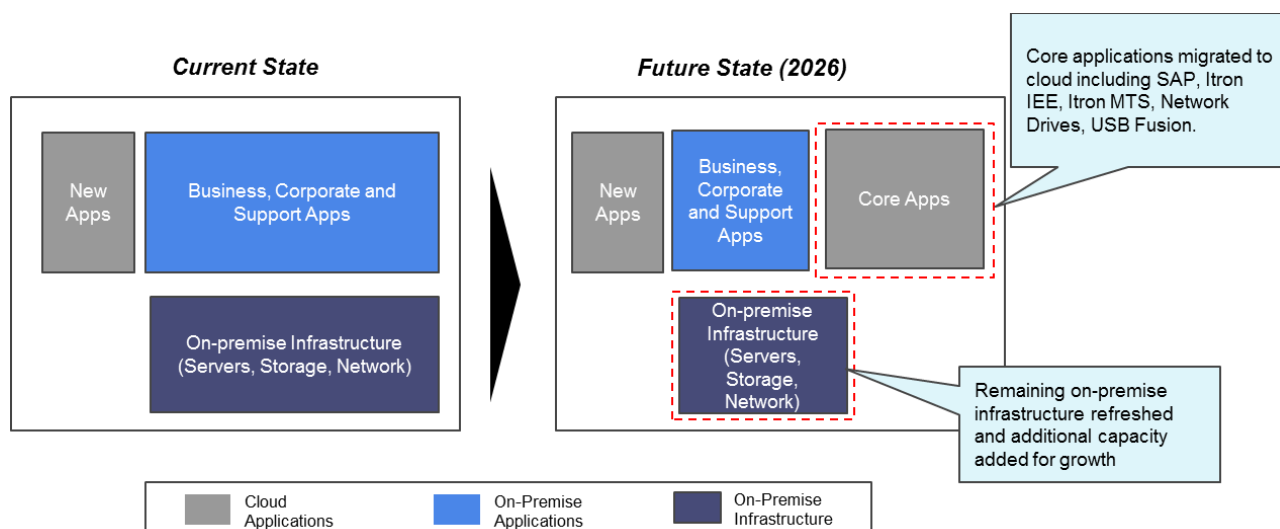 Current State
New
Apps
Business, Corporate and
Support Apps
On-premise Infrastructure
(Servers, Storage, Network)
Future State (2026)
New
Apps
Business,
Corporate
and Support
Apps
Core Apps
On-premise
Infrastructure
(Servers,
Storage,
Network)
Core applications migrated to
cloud including SAP, Itron
IEE, Itron MTS, Network
Drives, USB Fusion.
Remaining on-premise
infrastructure refreshed
and additional capacity
added for growth
Cloud
Applications
On-Premise
Applications
On-Premise
Infrastructure